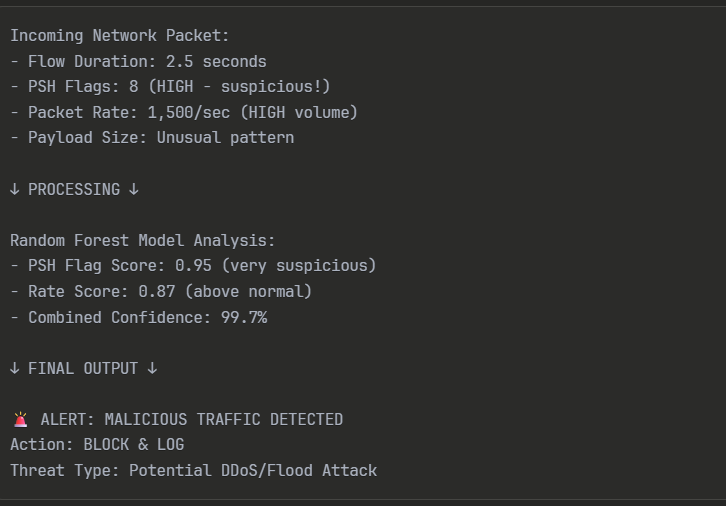 Incoming Network Packet:
- Flow Duration: 2.5 seconds
- PSH Flags: 8 (HIGH - suspicious!)
- Packet Rate: 1,500/sec (HIGH volume)
- Payload Size: Unusual pattern
↓ PROCESSING ↓
Random Forest Model Analysis:
- PSH Flag Score: 0.95 (very suspicious)
- Rate Score: 0.87 (above normal)
- Combined Confidence: 99.7%
↓ FINAL OUTPUT ↓
🚨 ALERT: MALICIOUS TRAFFIC DETECTED
Action: BLOCK & LOG
Threat Type: Potential DDoS/Flood Attack